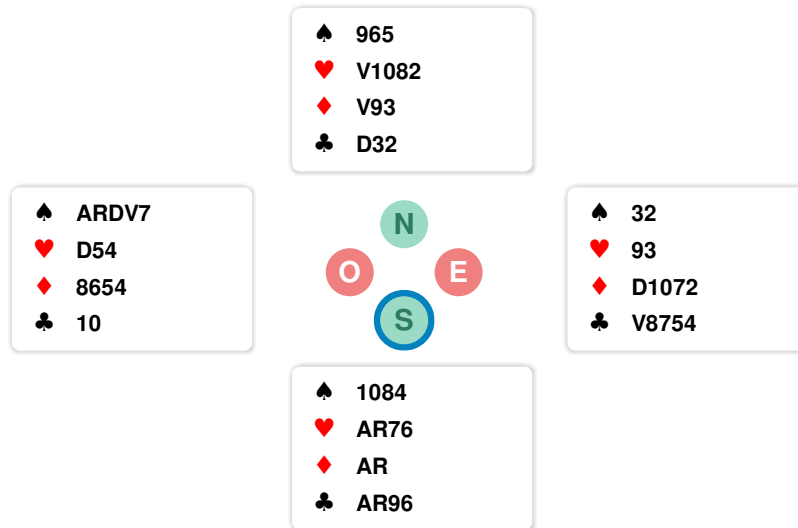 ♠ 965
♥ V1082
♦ V93
♣ D32
♠ ARDV7
♥ D54
♦ 8654
♣ 10
N
O E
S
♠ 32
♥ 93
♦ D1072
♣ V8754
♠ 1084
♥ AR76
♦ AR
♣ AR96